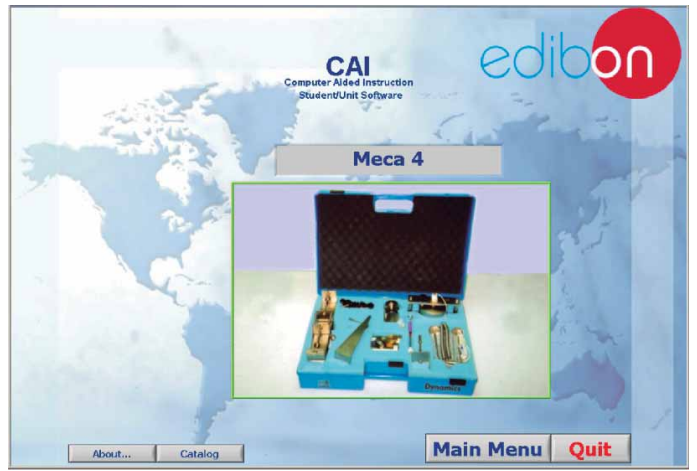 edibon
CAI
Computer Aided Instruction
Student/Unit Software
Meca 4
Dynamics
About...
Catalog
Main Menu
Quit